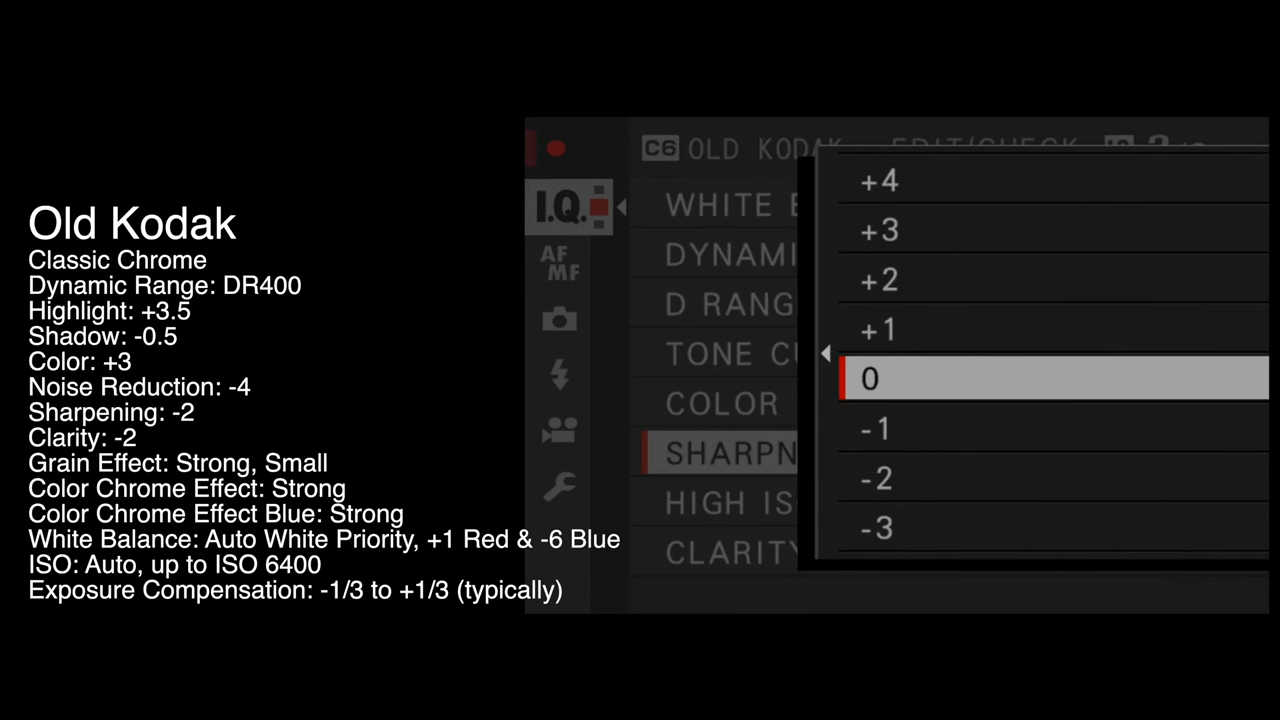 Old Kodak
Classic Chrome
Dynamic Range: DR400
Highlight: +3.5
Shadow: -0.5
Color: +3
Noise Reduction: -4
Sharpening: -2
Clarity: -2
Grain Effect: Strong, Small
Color Chrome Effect: Strong
Color Chrome Effect Blue: Strong
White Balance: Auto White Priority, +1 Red & -6 Blue
ISO: Auto, up to ISO 6400
Exposure Compensation: -1/3 to +1/3 (typically)
C6 OLD KODAK EDIT/CHECK
I.Q.
AF
MF
WHITE
DYNAMI
D RANG
TONE CU
COLOR
SHARPN
HIGH IS
CLARITY
+4
+3
+2
+1
0
-1
-2
-3